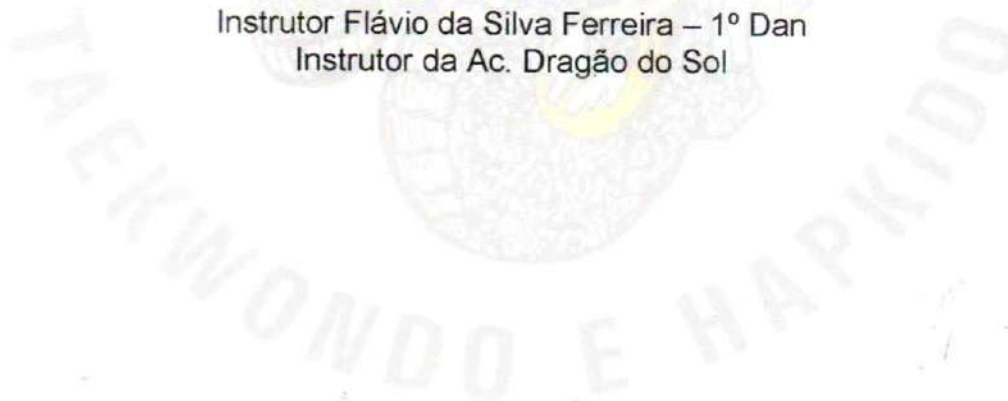 Instrutor Flávio da Silva Ferreira – 1º Dan
Instrutor da Ac. Dragão do Sol
TAEKWONDO E HAPKIDO